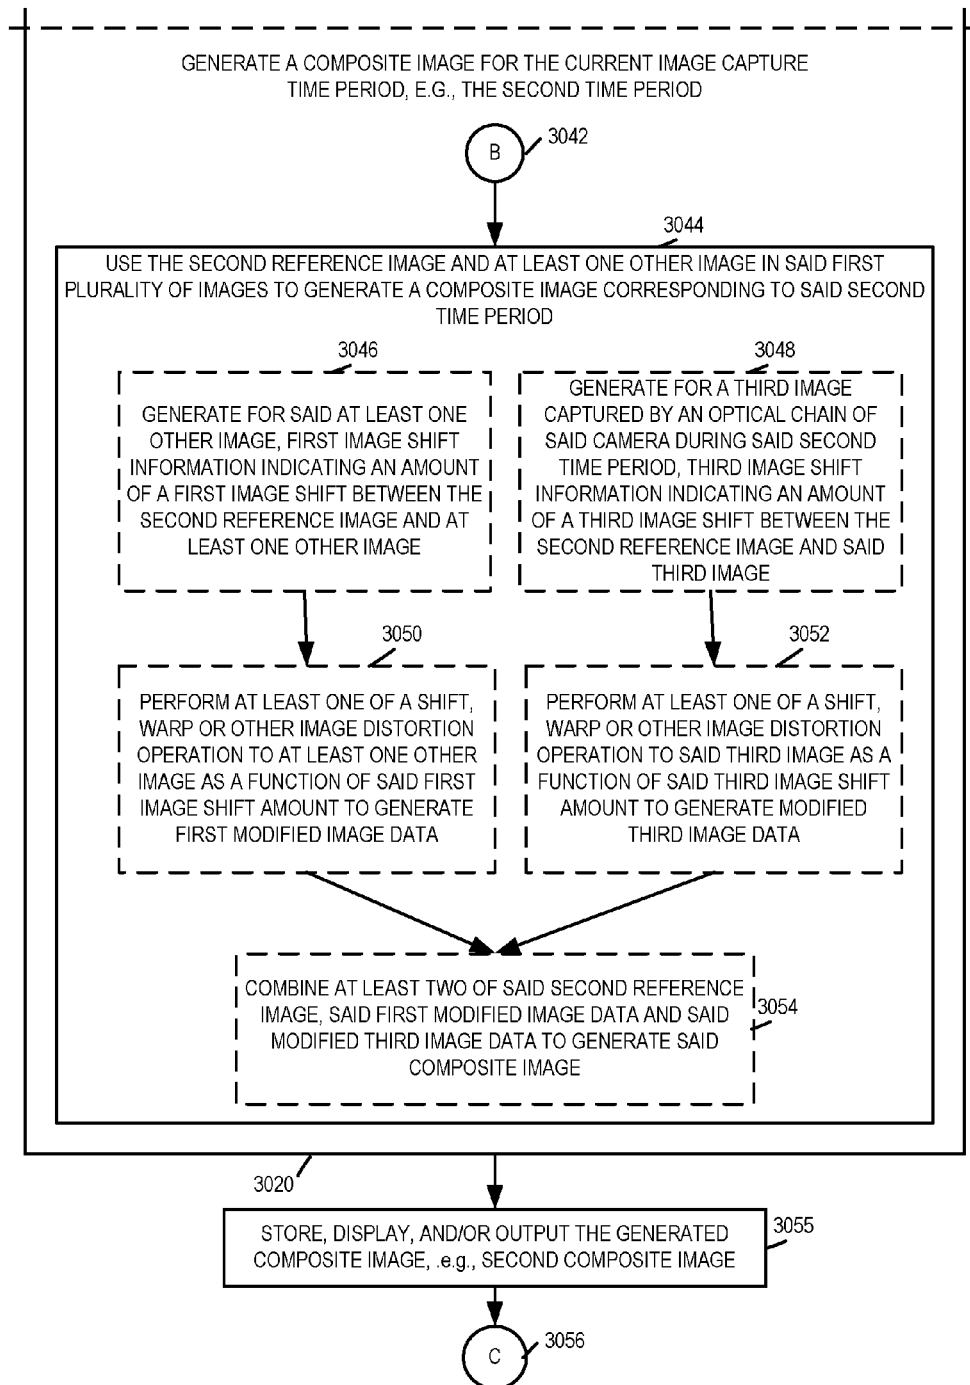 GENERATE A COMPOSITE IMAGE FOR THE CURRENT IMAGE CAPTURE
TIME PERIOD, E.G., THE SECOND TIME PERIOD
B
3042
3044
USE THE SECOND REFERENCE IMAGE AND AT LEAST ONE OTHER IMAGE IN SAID FIRST
PLURALITY OF IMAGES TO GENERATE A COMPOSITE IMAGE CORRESPONDING TO SAID SECOND
TIME PERIOD
3046
GENERATE FOR SAID AT LEAST ONE
OTHER IMAGE, FIRST IMAGE SHIFT
INFORMATION INDICATING AN AMOUNT
OF A FIRST IMAGE SHIFT BETWEEN THE
SECOND REFERENCE IMAGE AND AT
LEAST ONE OTHER IMAGE
3048
GENERATE FOR A THIRD IMAGE
CAPTURED BY AN OPTICAL CHAIN OF
SAID CAMERA DURING SAID SECOND
TIME PERIOD, THIRD IMAGE SHIFT
INFORMATION INDICATING AN AMOUNT
OF A THIRD IMAGE SHIFT BETWEEN THE
SECOND REFERENCE IMAGE AND SAID
THIRD IMAGE
3050
PERFORM AT LEAST ONE OF A SHIFT,
WARP OR OTHER IMAGE DISTORTION
OPERATION TO AT LEAST ONE OTHER
IMAGE AS A FUNCTION OF SAID FIRST
IMAGE SHIFT AMOUNT TO GENERATE
FIRST MODIFIED IMAGE DATA
3052
PERFORM AT LEAST ONE OF A SHIFT,
WARP OR OTHER IMAGE DISTORTION
OPERATION TO SAID THIRD IMAGE AS A
FUNCTION OF SAID THIRD IMAGE SHIFT
AMOUNT TO GENERATE MODIFIED
THIRD IMAGE DATA
COMBINE AT LEAST TWO OF SAID SECOND REFERENCE
IMAGE, SAID FIRST MODIFIED IMAGE DATA AND SAID
MODIFIED THIRD IMAGE DATA TO GENERATE SAID
COMPOSITE IMAGE
3054
3020
STORE, DISPLAY, AND/OR OUTPUT THE GENERATED
COMPOSITE IMAGE, .e.g., SECOND COMPOSITE IMAGE
3055
C
3056